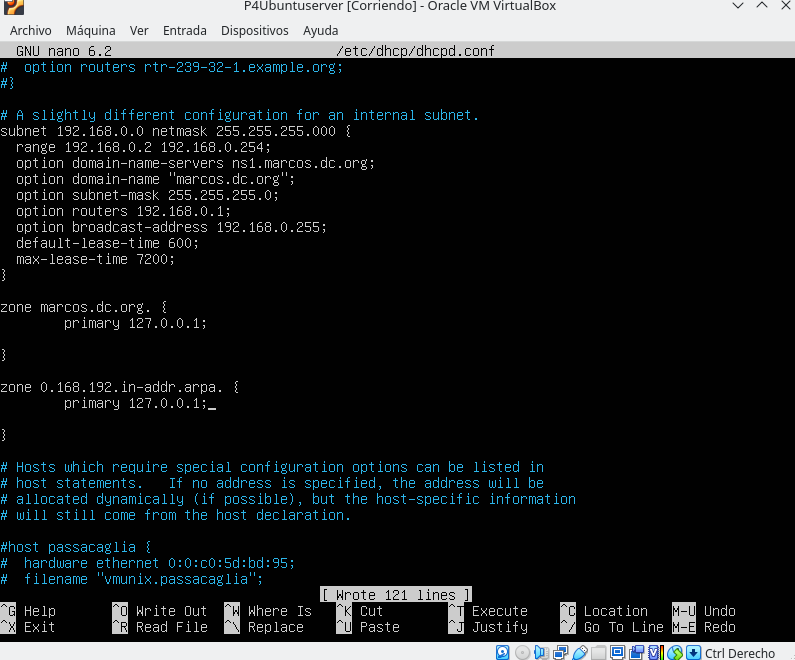 P4Ubuntuserver [Corriendo] - Oracle VM VirtualBox
Archivo Máquina Ver Entrada Dispositivos Ayuda
GNU nano 6.2 /etc/dhcp/dhcpd.conf
#  option routers rtr-239-32-1.example.org;
#}
# A slightly different configuration for an internal subnet.
subnet 192.168.0.0 netmask 255.255.255.000 {
  range 192.168.0.2 192.168.0.254;
  option domain-name-servers ns1.marcos.dc.org;
  option domain-name "marcos.dc.org";
  option subnet-mask 255.255.255.0;
  option routers 192.168.0.1;
  option broadcast-address 192.168.0.255;
  default-lease-time 600;
  max-lease-time 7200;
}
zone marcos.dc.org. {
        primary 127.0.0.1;
}
zone 0.168.192.in-addr.arpa. {
        primary 127.0.0.1;_
}
# Hosts which require special configuration options can be listed in
# host statements.   If no address is specified, the address will be
# allocated dynamically (if possible), but the host-specific information
# will still come from the host declaration.
#host passacaglia {
#  hardware ethernet 0:0:c0:5d:bd:95;
#  filename "vmunix.passacaglia";
[ Wrote 121 lines ]
^G Help ^O Write Out ^W Where Is ^K Cut ^T Execute ^C Location M-U Undo
^X Exit ^R Read File ^\ Replace ^U Paste ^J Justify ^/ Go To Line M-E Redo
Ctrl Derecho